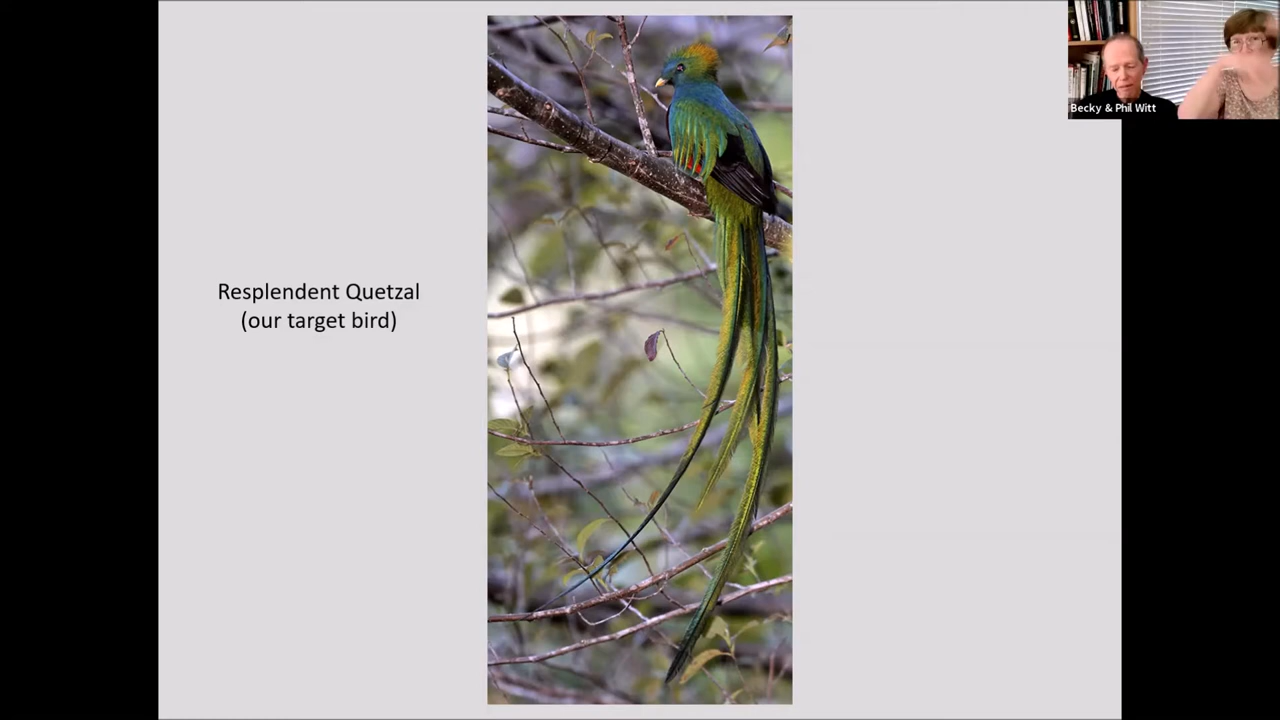 Resplendent Quetzal
(our target bird)
Becky & Phil Witt